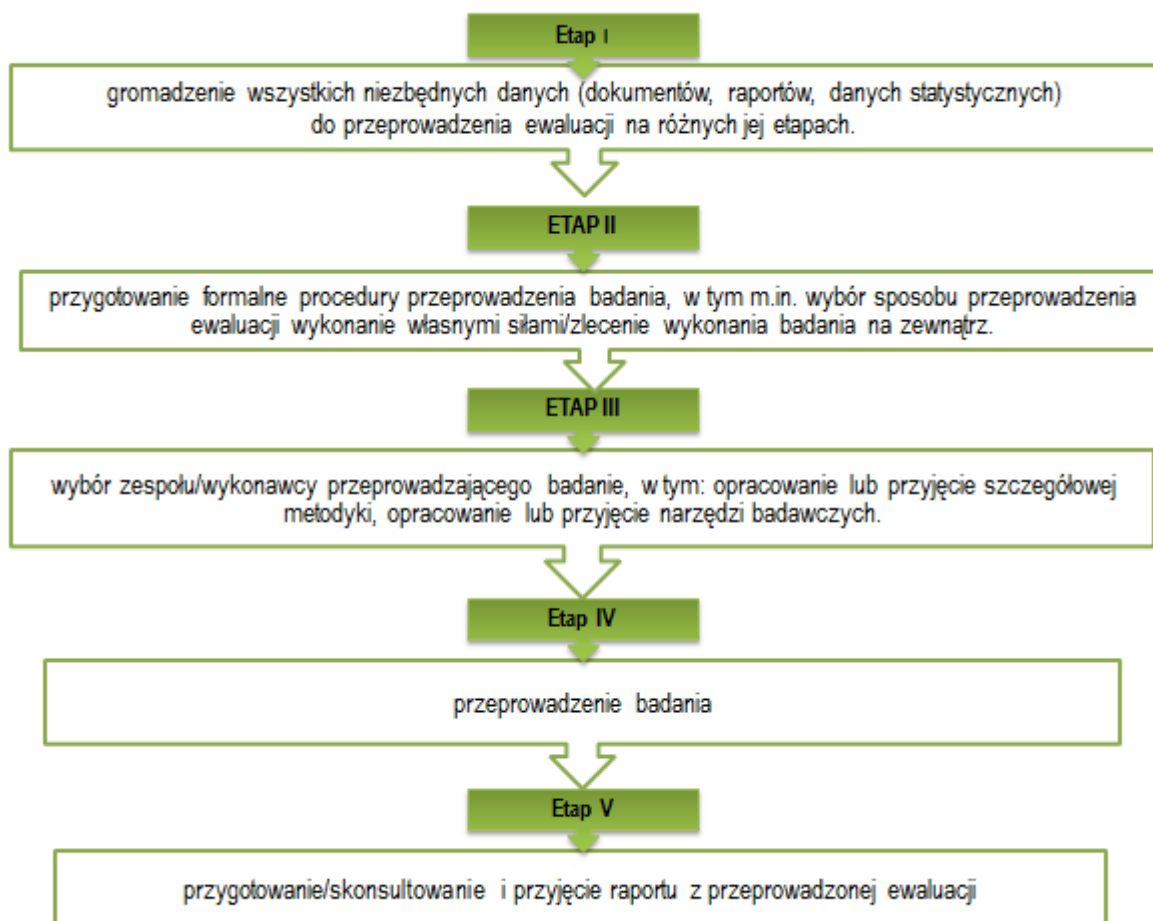 Etap I
gromadzenie wszystkich niezbędnych danych (dokumentów, raportów, danych statystycznych)
do przeprowadzenia ewaluacji na różnych jej etapach.
ETAP II
przygotowanie formalne procedury przeprowadzenia badania, w tym m.in. wybór sposobu przeprowadzenia
ewaluacji wykonanie własnymi siłami/zlecenie wykonania badania na zewnątrz.
ETAP III
wybór zespołu/wykonawcy przeprowadzającego badanie, w tym: opracowanie lub przyjęcie szczegółowej
metodyki, opracowanie lub przyjęcie narzędzi badawczych.
Etap IV
przeprowadzenie badania
Etap V
przygotowanie/skonsultowanie i przyjęcie raportu z przeprowadzonej ewaluacji